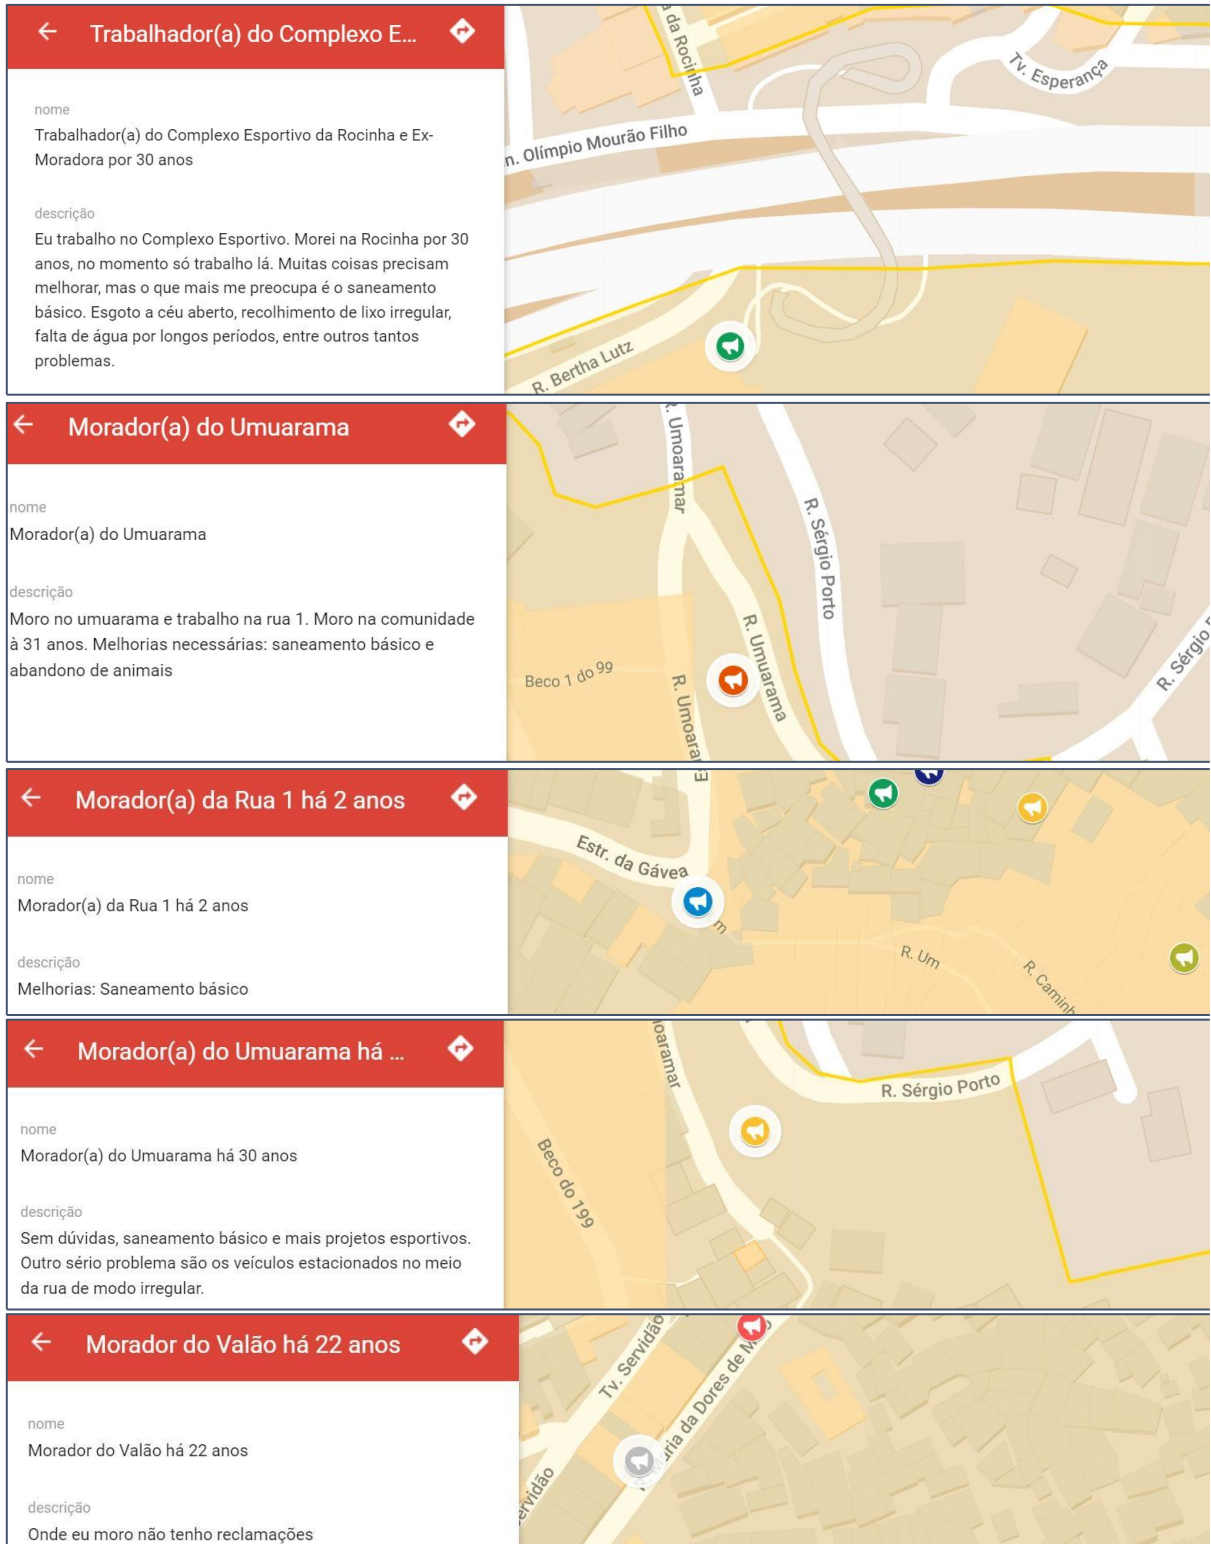 Trabalhador(a) do Complexo E...
nome
Trabalhador(a) do Complexo Esportivo da Rocinha e Ex-
Moradora por 30 anos
descrição
Eu trabalho no Complexo Esportivo. Morei na Rocinha por 30
anos, no momento só trabalho lá. Muitas coisas precisam
melhorar, mas o que mais me preocupa é o saneamento
básico. Esgoto a céu aberto, recolhimento de lixo irregular,
falta de água por longos períodos, entre outros tantos
problemas.
a da Rocinha
Tv. Esperança
n. Olímpio Mourão Filho
R. Bertha Lutz
Morador(a) do Umuarama
nome
Morador(a) do Umuarama
descrição
Moro no umuarama e trabalho na rua 1. Moro na comunidade
à 31 anos. Melhorias necessárias: saneamento básico e
abandono de animais
R. Umoaramar
R. Sérgio Porto
R. Umuarama
Beco 1 do 99
R. Umoarar
R. Sérgio P
Morador(a) da Rua 1 há 2 anos
nome
Morador(a) da Rua 1 há 2 anos
descrição
Melhorias: Saneamento básico
E
Estr. da Gávea
m
R. Um
R. Caminh
Morador(a) do Umuarama há ...
nome
Morador(a) do Umuarama há 30 anos
descrição
Sem dúvidas, saneamento básico e mais projetos esportivos.
Outro sério problema são os veículos estacionados no meio
da rua de modo irregular.
oaramar
R. Sérgio Porto
Beco do 199
Morador do Valão há 22 anos
nome
Morador do Valão há 22 anos
descrição
Onde eu moro não tenho reclamações
Tv. Servidão
aria da Dores de M
ervidão